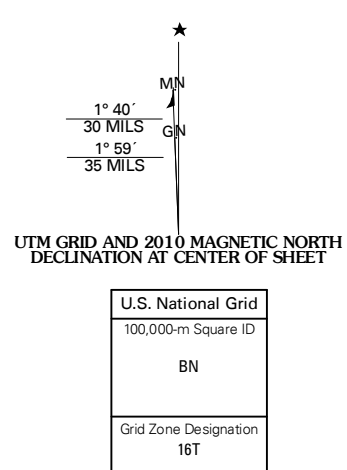 ★
MN
1° 40´
30 MILS
GN
1° 59´
35 MILS
UTM GRID AND 2010 MAGNETIC NORTH
DECLINATION AT CENTER OF SHEET
U.S. National Grid
100,000-m Square ID
BN
Grid Zone Designation
16T